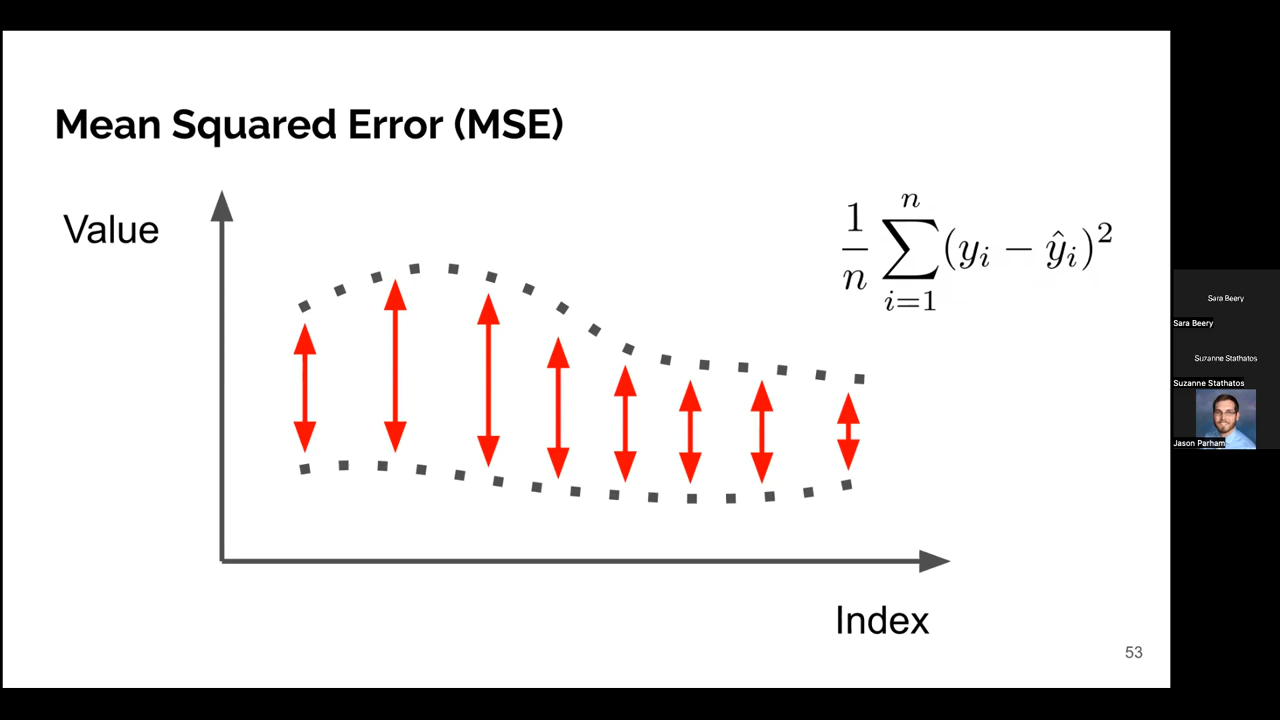 Mean Squared Error (MSE)
Value
$\frac{1}{n} \sum_{i=1}^{n} (y_i - \hat{y}_i)^2$
Index
53
Sara Beery
Sara Beery
Suzanne Stathatos
Suzanne Stathatos
Jason Parham